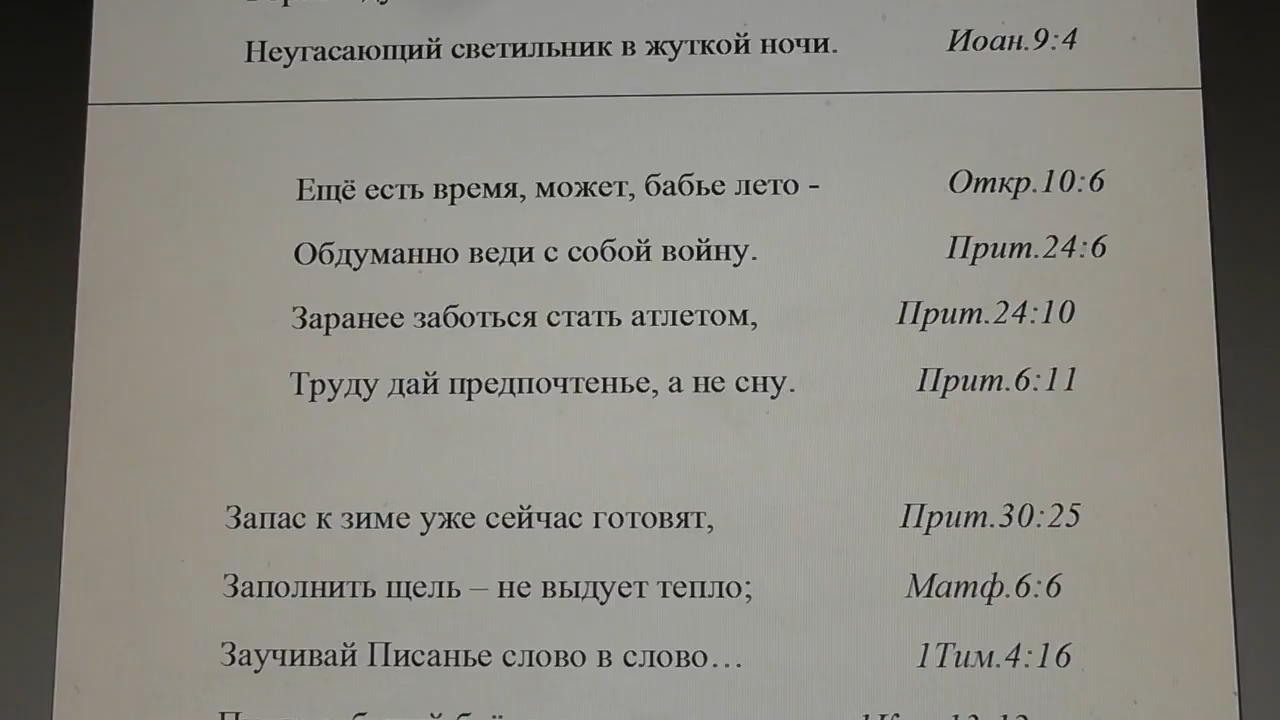 Неугасающий светильник в жуткой ночи. Иоан.9:4
Ещё есть время, может, бабье лето - Откр.10:6
Обдуманно веди с собой войну. Прит.24:6
Заранее заботься стать атлетом, Прит.24:10
Труду дай предпочтенье, а не сну. Прит.6:11
Запас к зиме уже сейчас готовят, Прит.30:25
Заполнить щель – не выдует тепло; Матф.6:6
Заучивай Писанье слово в слово… 1Тим.4:16